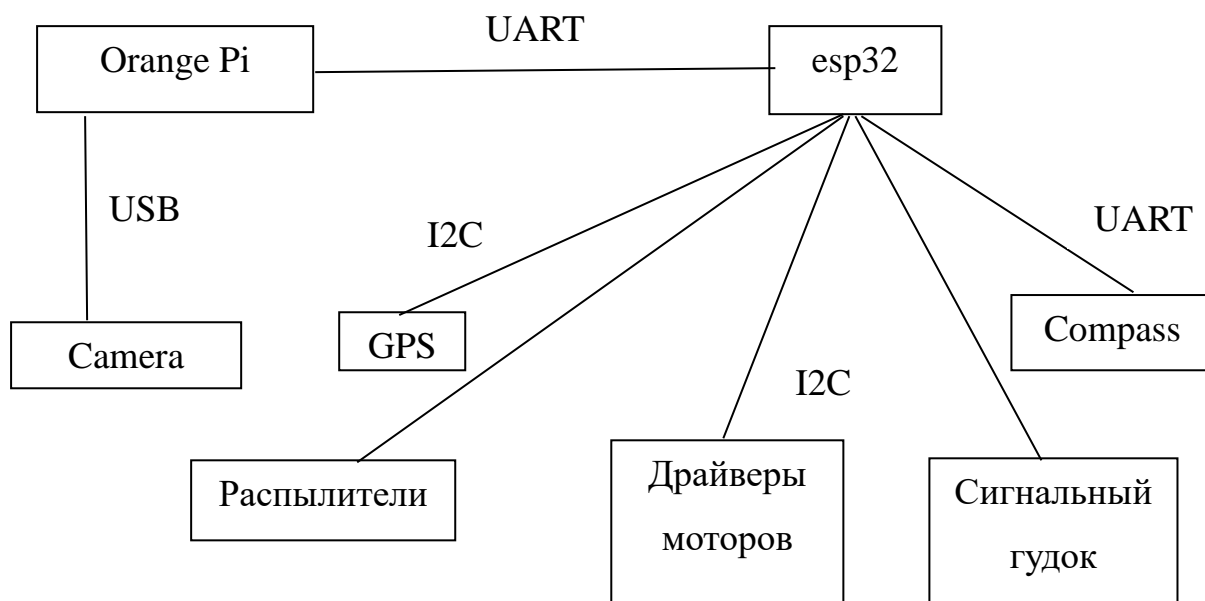 UART
Orange Pi
esp32
USB
I2C
UART
GPS
Compass
Camera
I2C
Распылители
Драйверы
моторов
Сигнальный
гудок